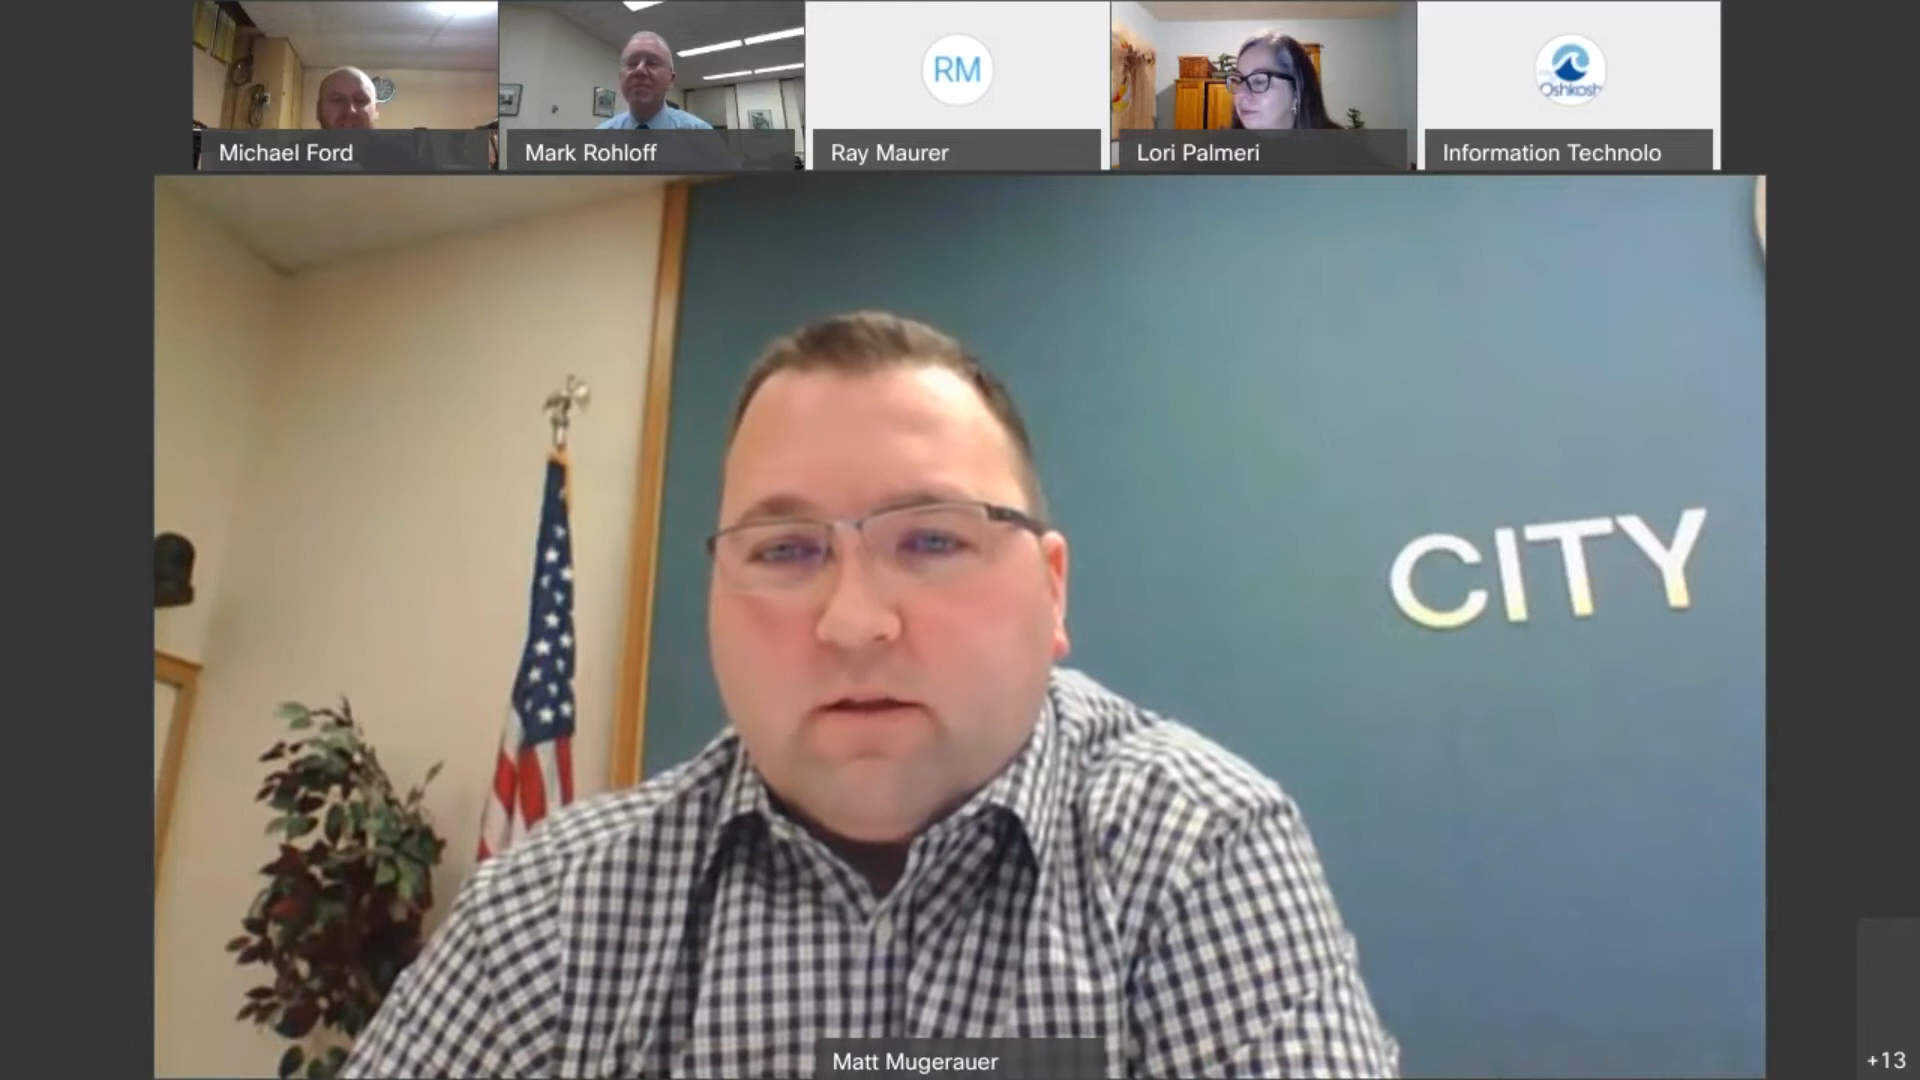 RM
Oshkosh
Michael Ford
Mark Rohloff
Ray Maurer
Lori Palmeri
Information Technolo
CITY
Matt Mugerauer
+13